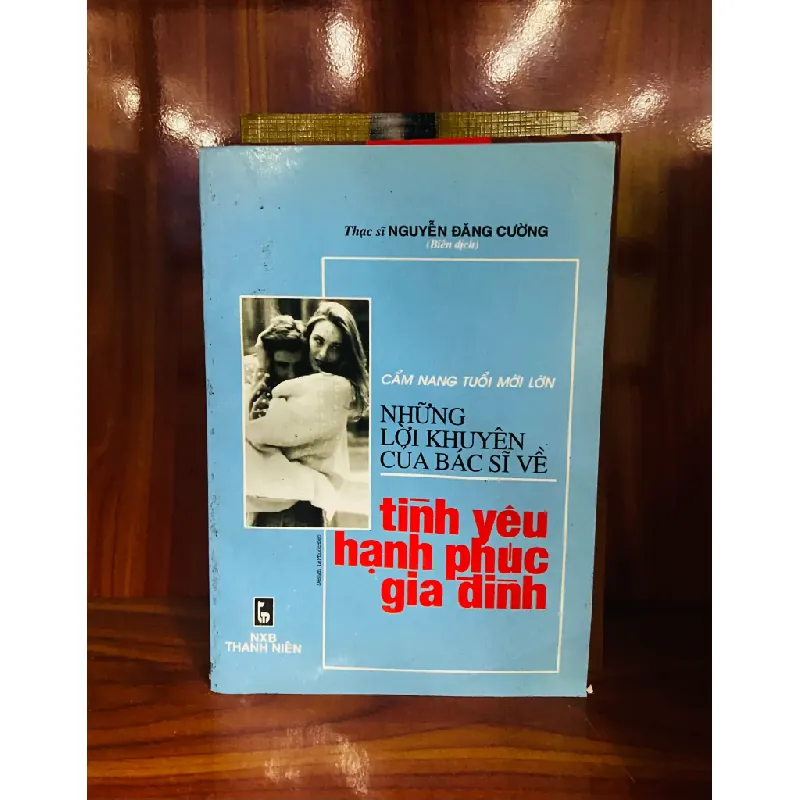 Thạc sĩ NGUYỄN ĐĂNG CƯỜNG
(Biên dịch)
CẨM NANG TUỔI MỚI LỚN
NHỮNG
LỜI KHUYÊN
CỦA BÁC SĨ VỀ
tình yêu
hạnh phúc
gia đình
NXB
THANH NIÊN